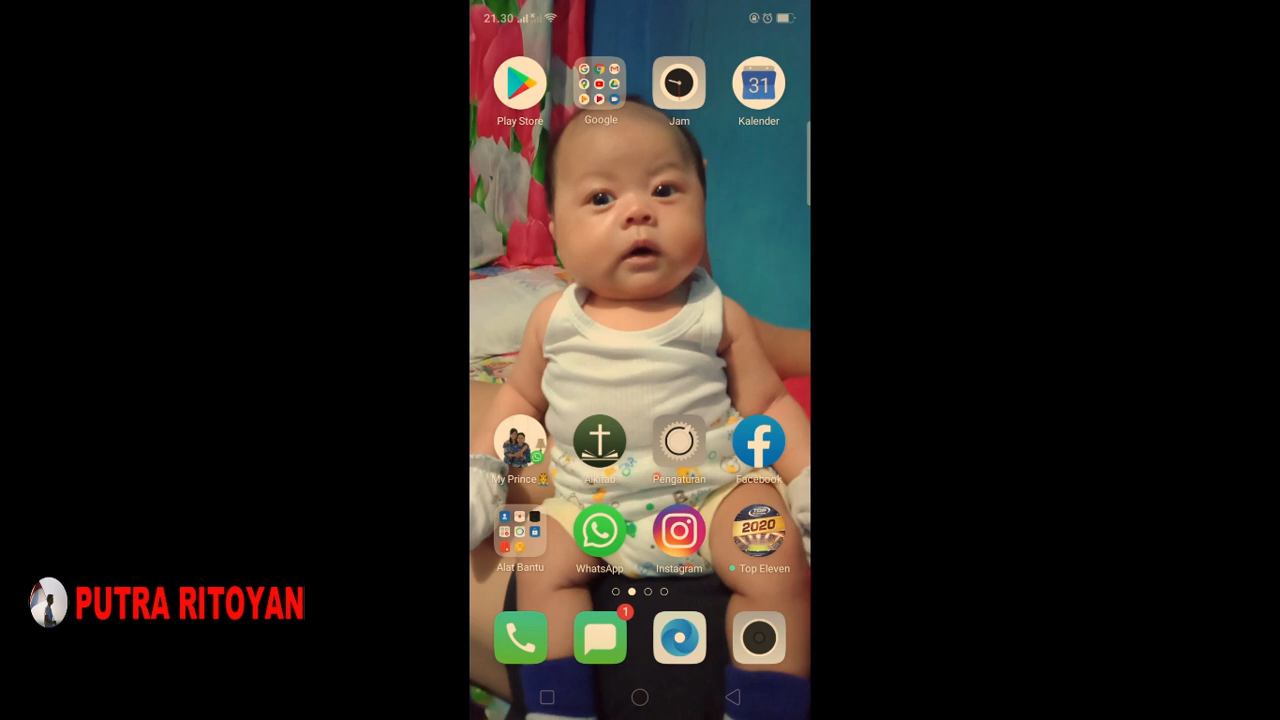 21.30
Play Store
Google
Jam
Kalender
31
My Prince
Alkitab
Pengaturan
Facebook
TOP
2020
Alat Bantu
WhatsApp
Instagram
Top Eleven
PUTRA RITOYAN
1